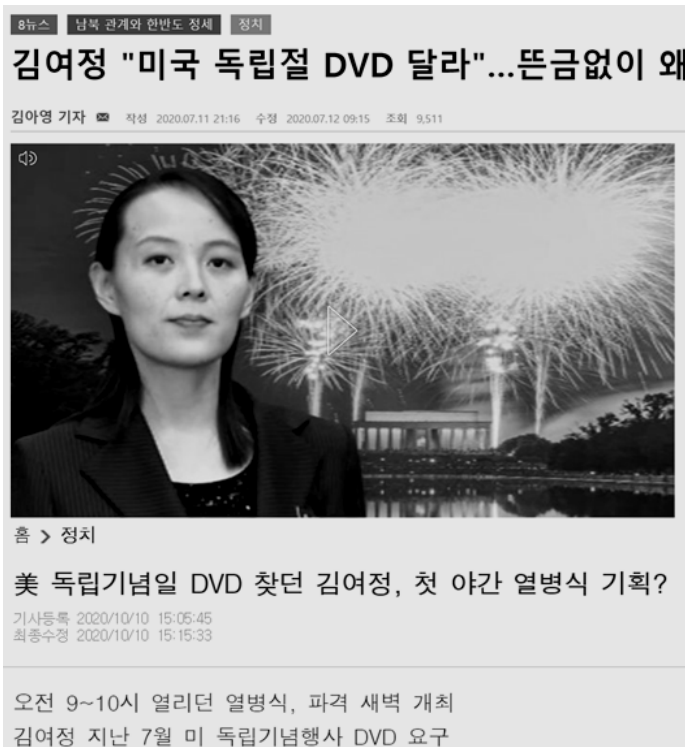 8뉴스 남북 관계와 한반도 정세 정치
김여정 "미국 독립절 DVD 달라"...뜬금없이 왜
김아영 기자 작성 2020.07.11 21:16 수정 2020.07.12 09:15 조회 9,511
홈 > 정치
美 독립기념일 DVD 찾던 김여정, 첫 야간 열병식 기획?
기사등록 2020/10/10 15:05:45
최종수정 2020/10/10 15:15:33
오전 9~10시 열리던 열병식, 파격 새벽 개최
김여정 지난 7월 미 독립기념행사 DVD 요구